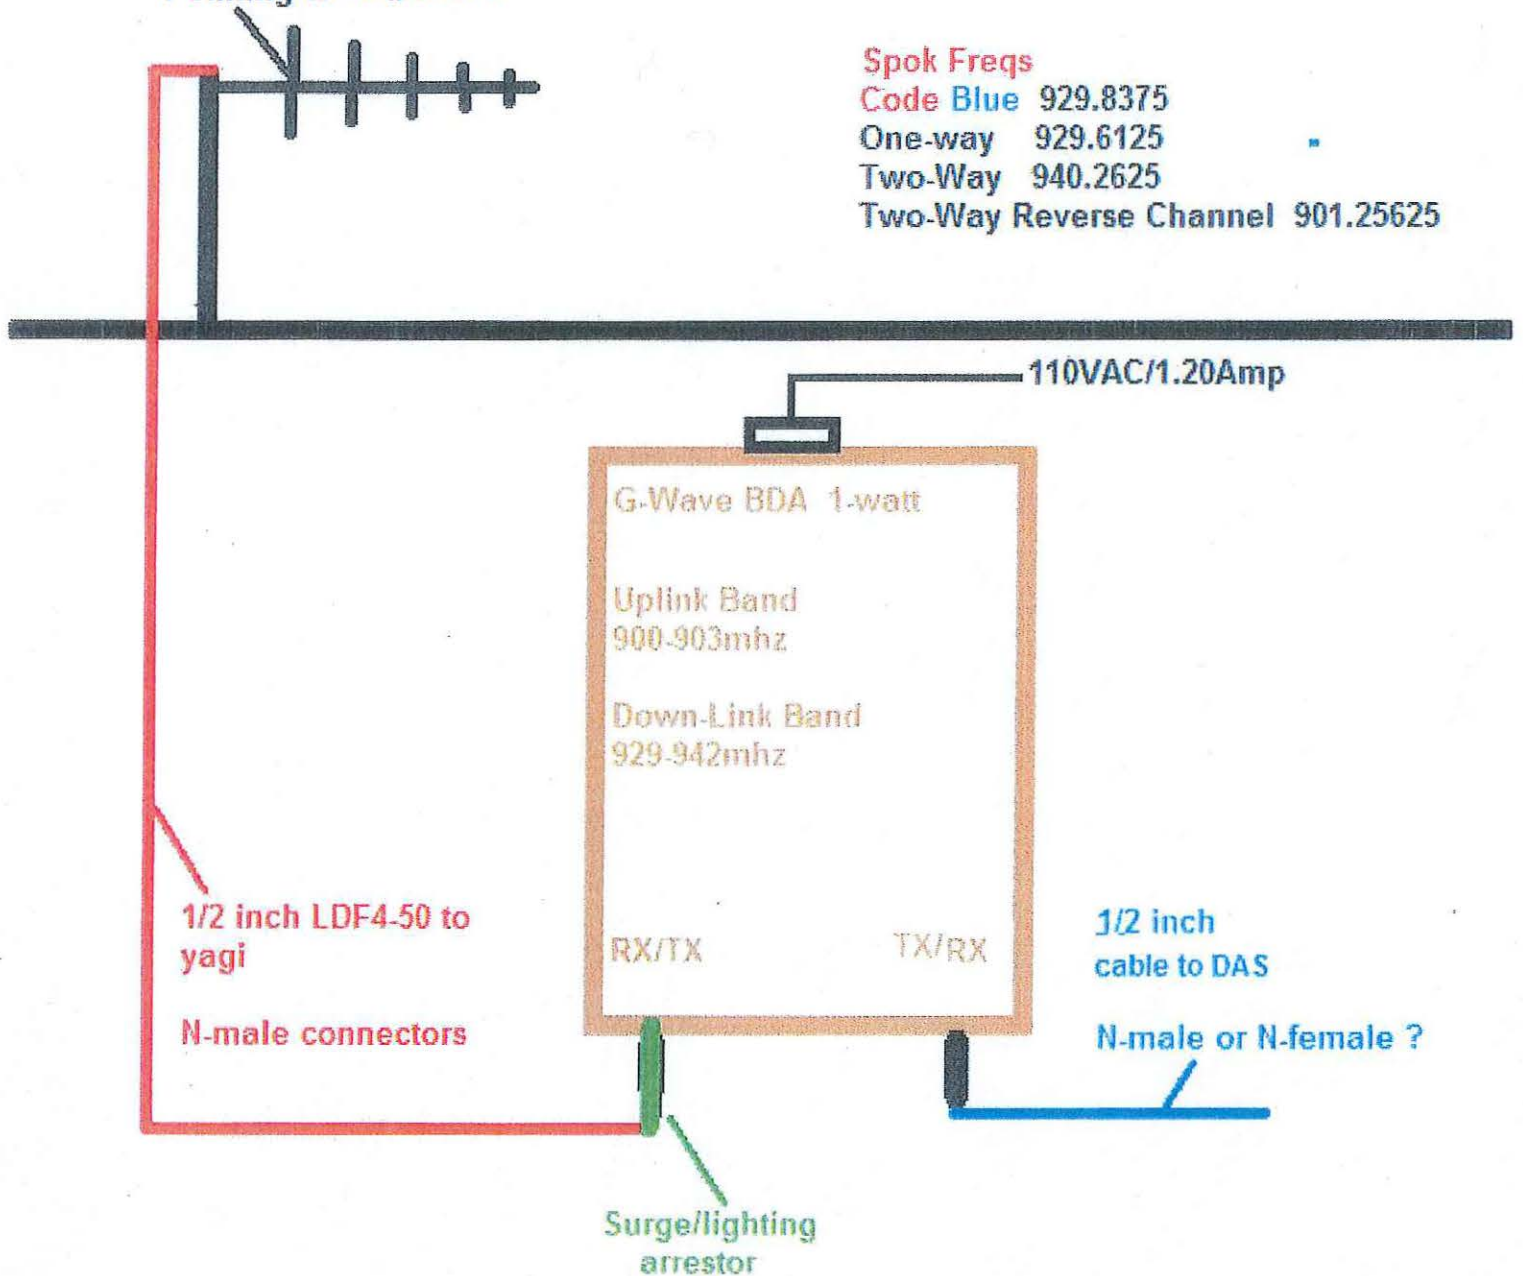 Spok Freqs
Code Blue 929.8375
One-way 929.6125
Two-Way 940.2625
Two-Way Reverse Channel 901.25625
110VAC/1.20Amp
G-Wave BDA 1-watt
Uplink Band
900-903mhz
Down-Link Band
929-942mhz
RX/TX
TX/RX
1/2 inch LDF4-50 to
yagi
N-male connectors
1/2 inch
cable to DAS
N-male or N-female ?
Surge/lighting
arrestor